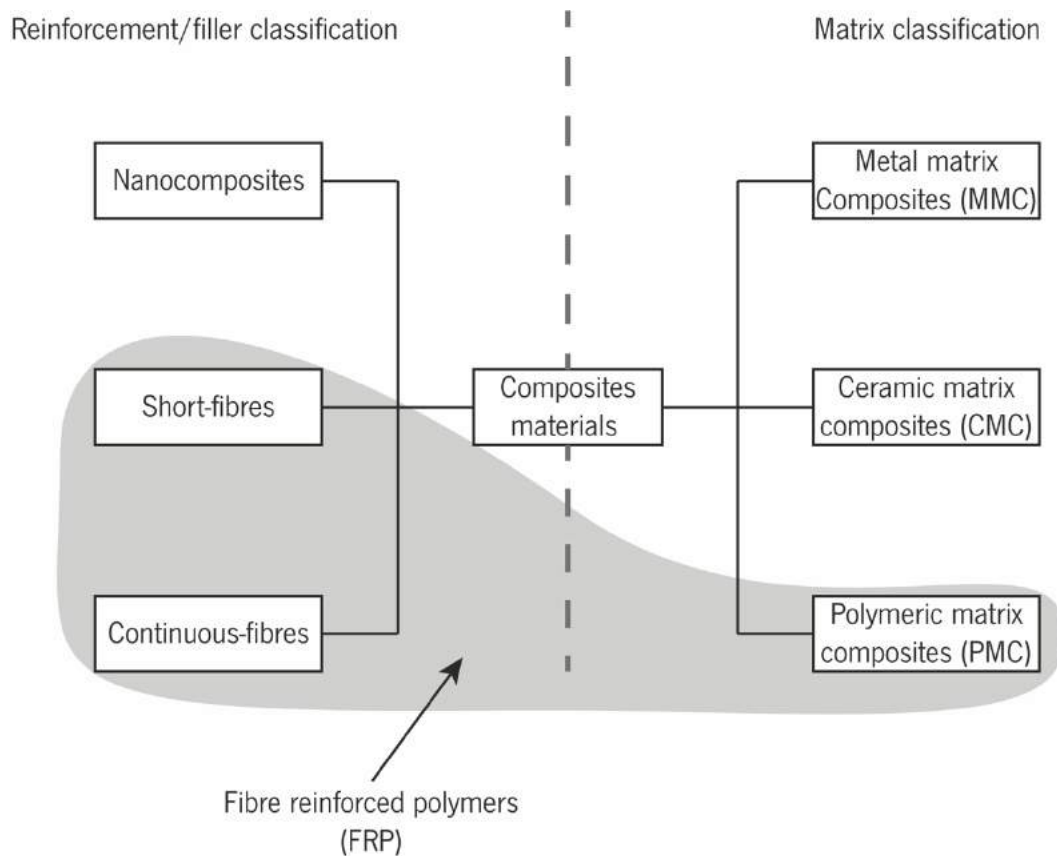 Reinforcement/filler classification
Matrix classification
Nanocomposites
Metal matrix
Composites (MMC)
Short-fibres
Composites
materials
Ceramic matrix
composites (CMC)
Continuous-fibres
Polymeric matrix
composites (PMC)
Fibre reinforced polymers
(FRP)